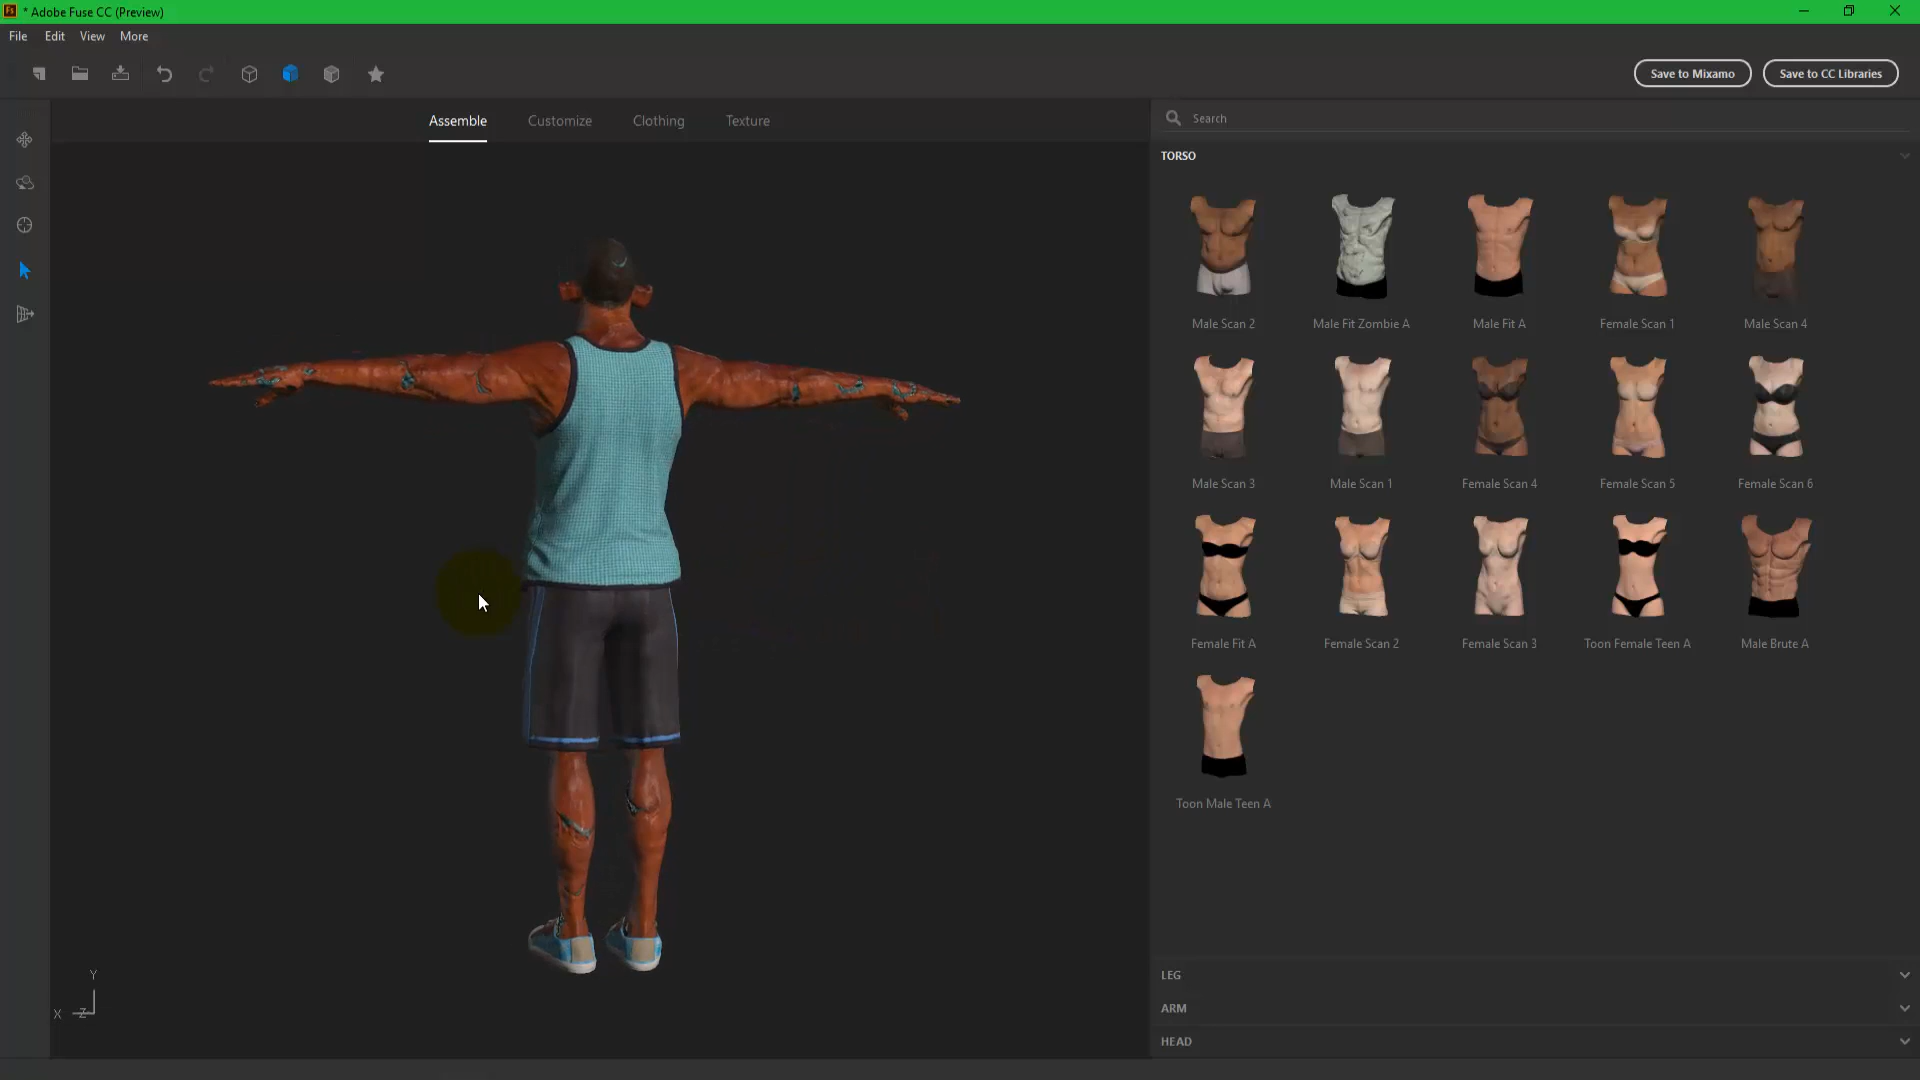 Fs * Adobe Fuse CC (Preview)
File Edit View More
Save to Mixamo Save to CC Libraries
Assemble Customize Clothing Texture
Search
TORSO
Male Scan 2 Male Fit Zombie A Male Fit A Female Scan 1 Male Scan 4
Male Scan 3 Male Scan 1 Female Scan 4 Female Scan 5 Female Scan 6
Female Fit A Female Scan 2 Female Scan 3 Toon Female Teen A Male Brute A
Toon Male Teen A
LEG
ARM
HEAD
Y
X Z